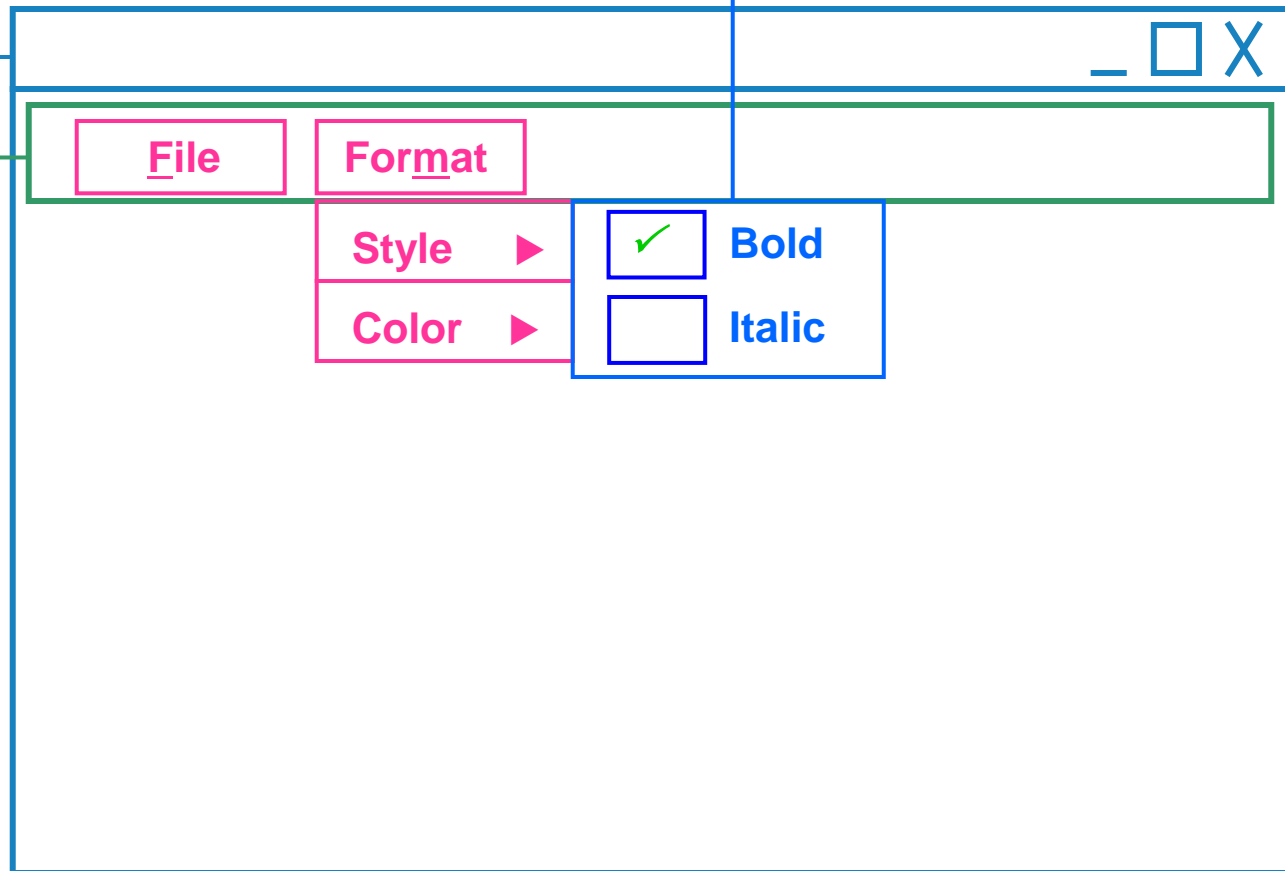 File Format
Style ▶ ✓ Bold
Color ▶ Italic